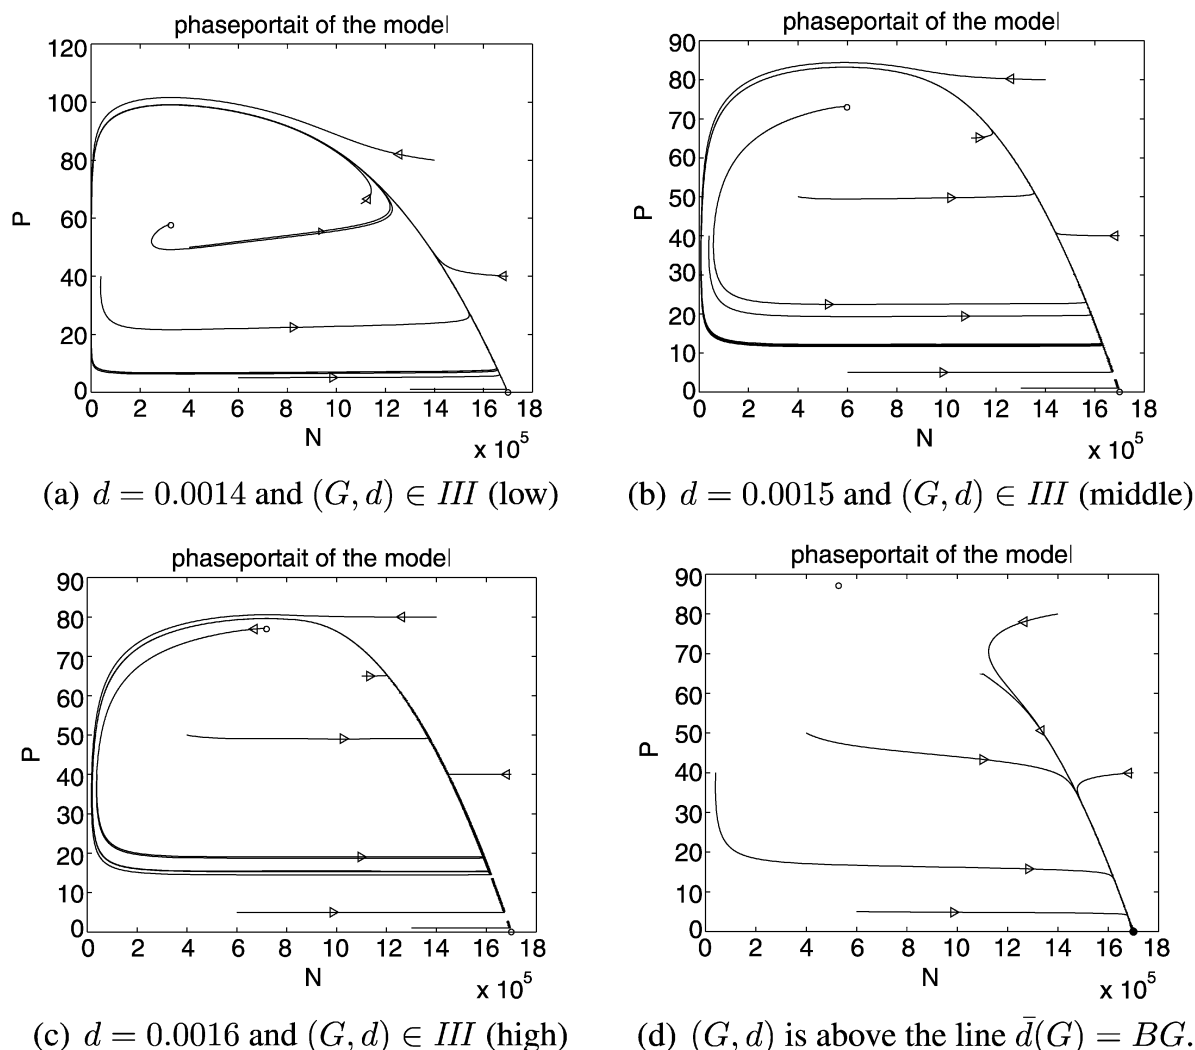 phaseportait of the model
120
100
80
60
40
20
0
P
0 2 4 6 8 10 12 14 16 18
N
x 10^5
(a) d = 0.0014 and (G, d) ∈ III (low)
phaseportait of the model
90
80
70
60
50
40
30
20
10
0
P
0 2 4 6 8 10 12 14 16 18
N
x 10^5
(b) d = 0.0015 and (G, d) ∈ III (middle)
phaseportait of the model
90
80
70
60
50
40
30
20
10
0
P
0 2 4 6 8 10 12 14 16 18
N
x 10^5
(c) d = 0.0016 and (G, d) ∈ III (high)
phaseportait of the model
90
80
70
60
50
40
30
20
10
0
P
0 2 4 6 8 10 12 14 16 18
N
x 10^5
(d) (G, d) is above the line d̄(G) = BG.